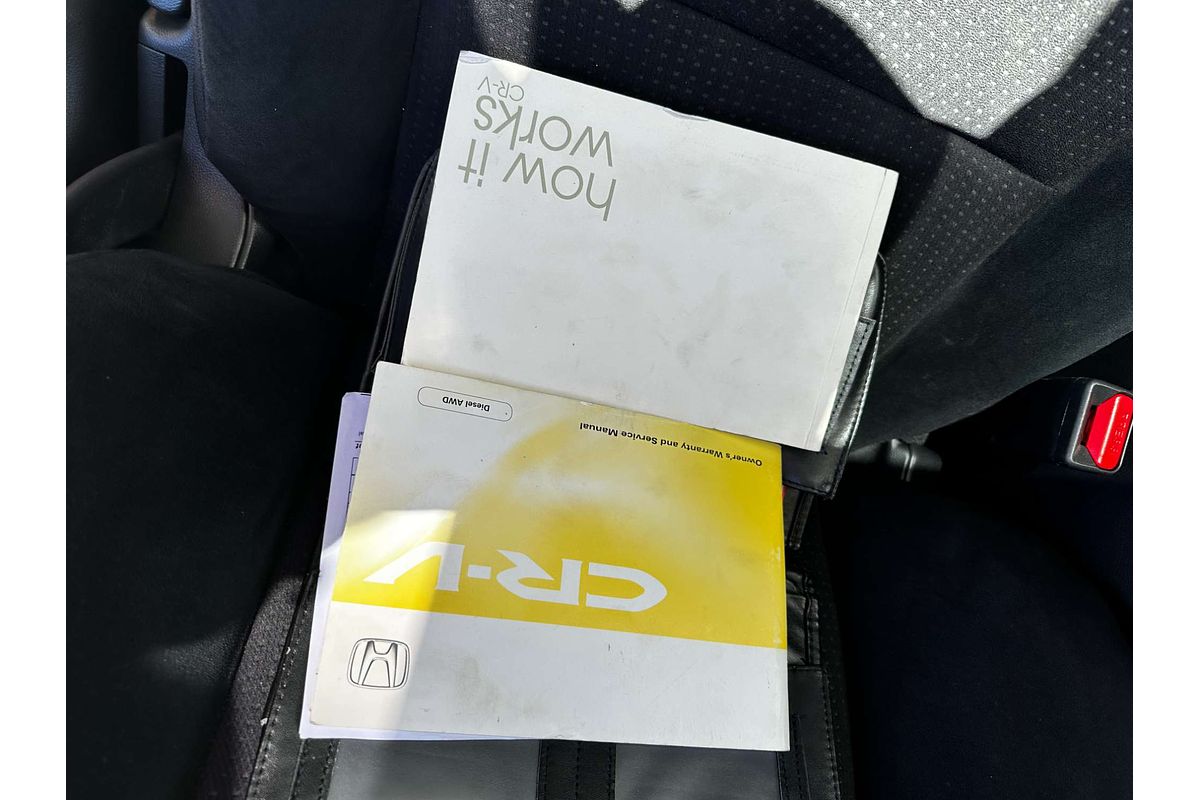 how it
works
CR-V
Diesel AWD
Owner's Warranty and Service Manual
CR-V